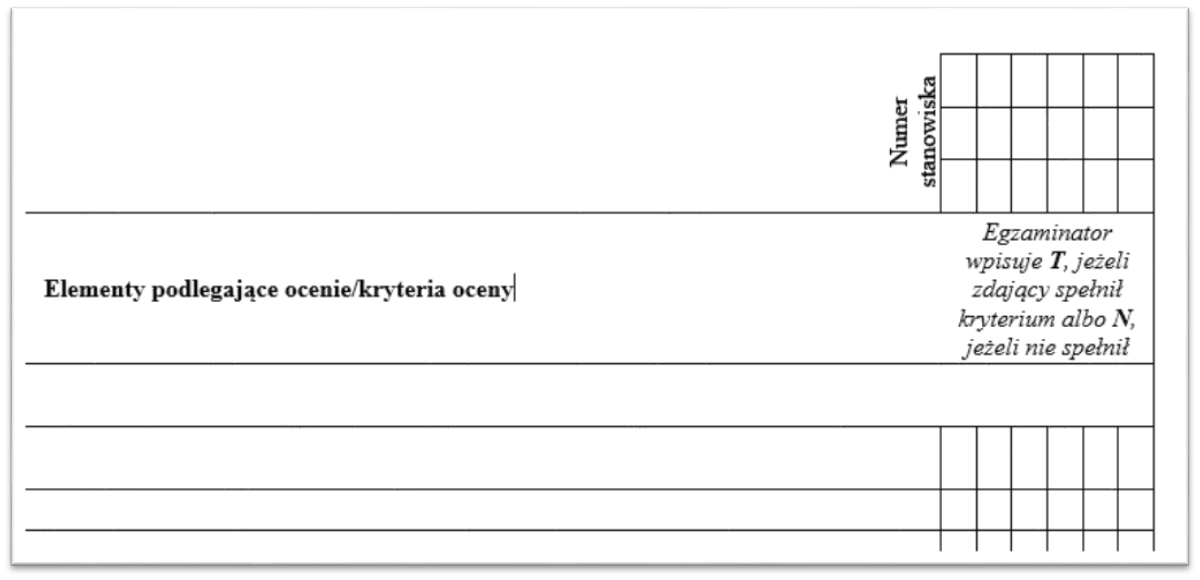 Numer
stanowiska
Egzaminator
wpisuje T, jeżeli
zdający spełnił
kryterium albo N,
jeżeli nie spełnił
Elementy podlegające ocenie/kryteria oceny